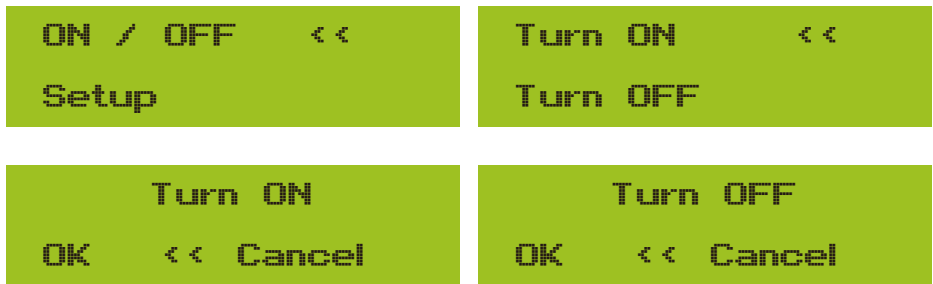 ON / OFF <<
Setup
Turn ON <<
Turn OFF
Turn ON
OK << Cancel
Turn OFF
OK << Cancel